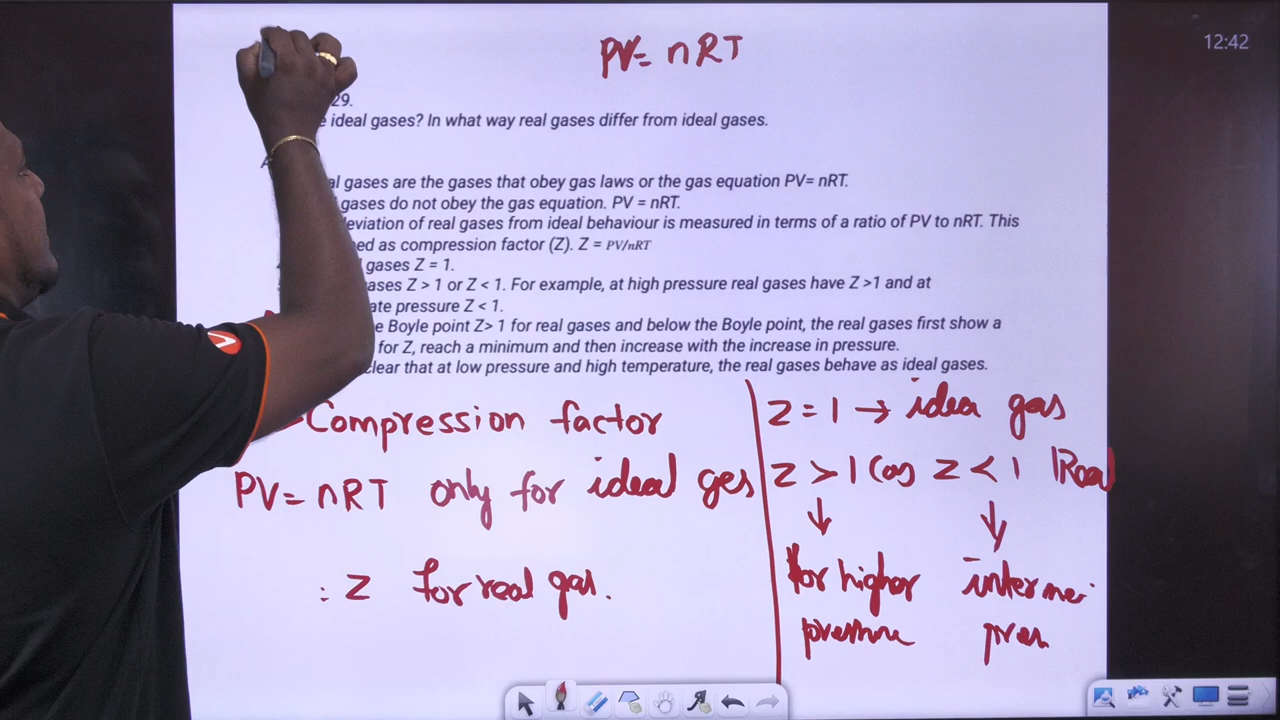 PV= nRT
12:42
29.
ideal gases? In what way real gases differ from ideal gases.
gases are the gases that obey gas laws or the gas equation PV= nRT.
gases do not obey the gas equation. PV = nRT.
eviation of real gases from ideal behaviour is measured in terms of a ratio of PV to nRT. This
ed as compression factor (Z). Z = PV/nRT
gases Z = 1.
ases Z > 1 or Z < 1. For example, at high pressure real gases have Z >1 and at
ate pressure Z < 1.
e Boyle point Z> 1 for real gases and below the Boyle point, the real gases first show a
for Z, reach a minimum and then increase with the increase in pressure.
clear that at low pressure and high temperature, the real gases behave as ideal gases.
Compression factor
PV= nRT only for ideal ges
: Z for real gas.
Z = 1 → idea gas
Z > 1 Z < 1 Real
↓ ↓
for higher intermei
pressure pres